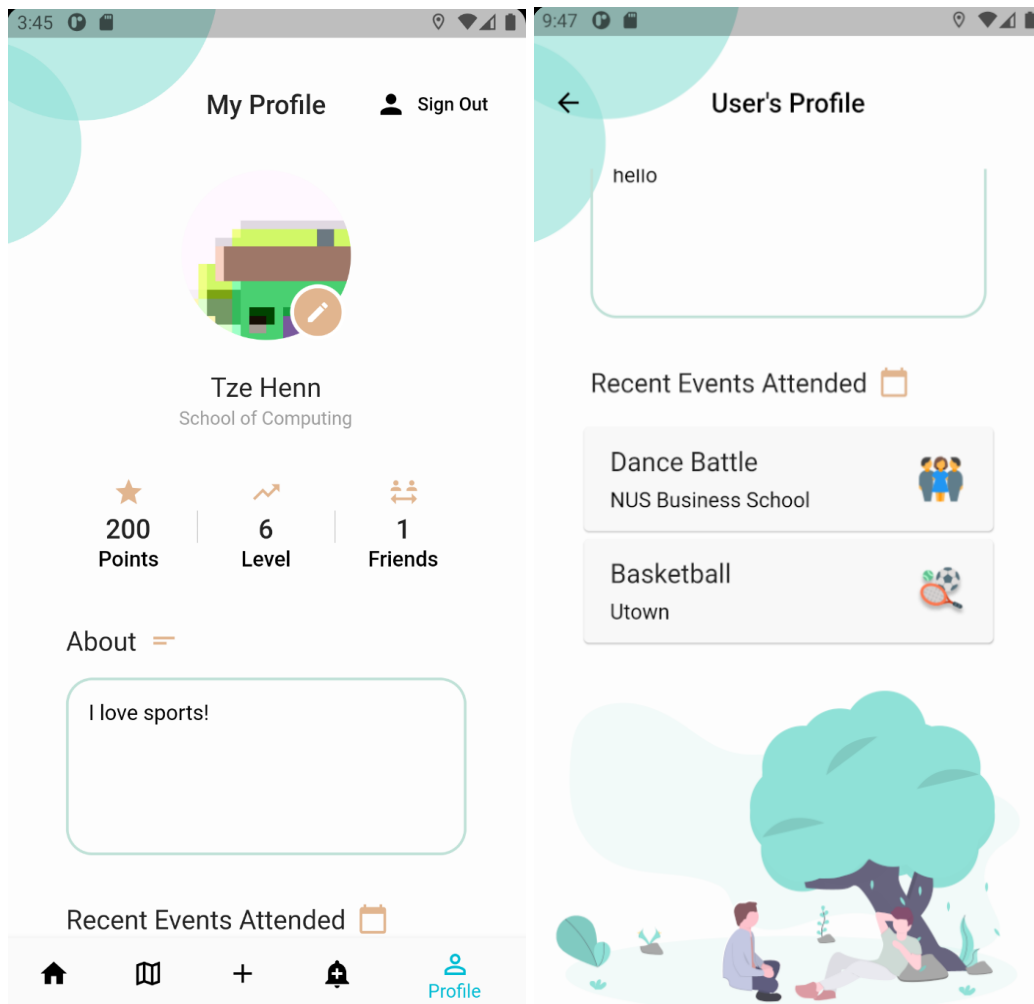 3:45
My Profile
Sign Out
Tze Henn
School of Computing
200
6
1
Points
Level
Friends
About
I love sports!
Recent Events Attended
Profile
9:47
User's Profile
hello
Recent Events Attended
Dance Battle
NUS Business School
Basketball
Utown